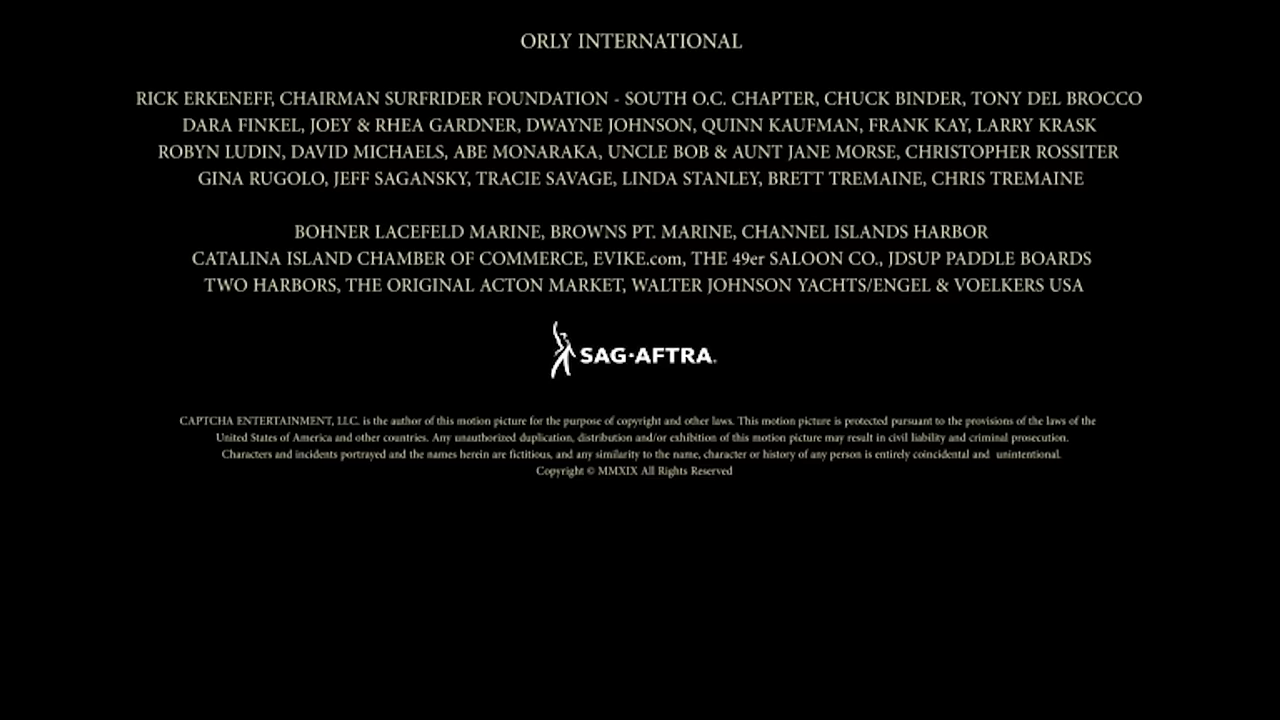 ORLY INTERNATIONAL
RICK ERKENEFF, CHAIRMAN SURFRIDER FOUNDATION - SOUTH O.C. CHAPTER, CHUCK BINDER, TONY DEL BROCCO
DARA FINKEL, JOEY & RHEA GARDNER, DWAYNE JOHNSON, QUINN KAUFMAN, FRANK KAY, LARRY KRASK
ROBYN LUDIN, DAVID MICHAELS, ABE MONARAKA, UNCLE BOB & AUNT JANE MORSE, CHRISTOPHER ROSSITER
GINA RUGOLO, JEFF SAGANSKY, TRACIE SAVAGE, LINDA STANLEY, BRETT TREMAINE, CHRIS TREMAINE
BOHNER LACEFELD MARINE, BROWNS PT. MARINE, CHANNEL ISLANDS HARBOR
CATALINA ISLAND CHAMBER OF COMMERCE, EVIKE.com, THE 49er SALOON CO., JDSUP PADDLE BOARDS
TWO HARBORS, THE ORIGINAL ACTON MARKET, WALTER JOHNSON YACHTS/ENGEL & VOELKERS USA
SAG·AFTRA.
CAPTCHA ENTERTAINMENT, LLC. is the author of this motion picture for the purpose of copyright and other laws. This motion picture is protected pursuant to the provisions of the laws of the
United States of America and other countries. Any unauthorized duplication, distribution and/or exhibition of this motion picture may result in civil liability and criminal prosecution.
Characters and incidents portrayed and the names herein are fictitious, and any similarity to the name, character or history of any person is entirely coincidental and unintentional.
Copyright © MMXIX All Rights Reserved